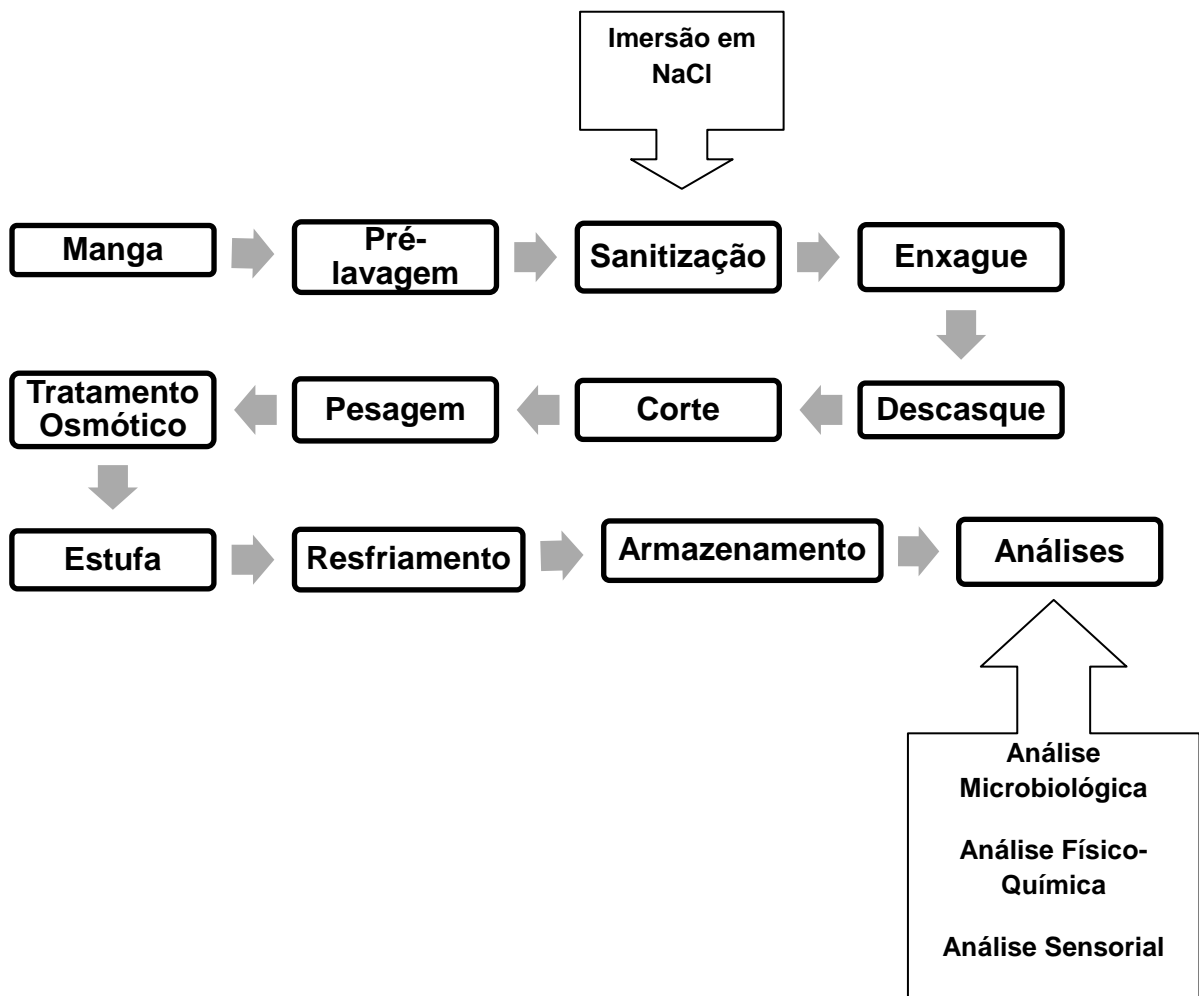 Imersão em
NaCl
Manga
Pré-
lavagem
Sanitização
Enxague
Descasque
Corte
Pesagem
Tratamento
Osmótico
Estufa
Resfriamento
Armazenamento
Análises
Análise
Microbiológica
Análise Físico-
Química
Análise Sensorial